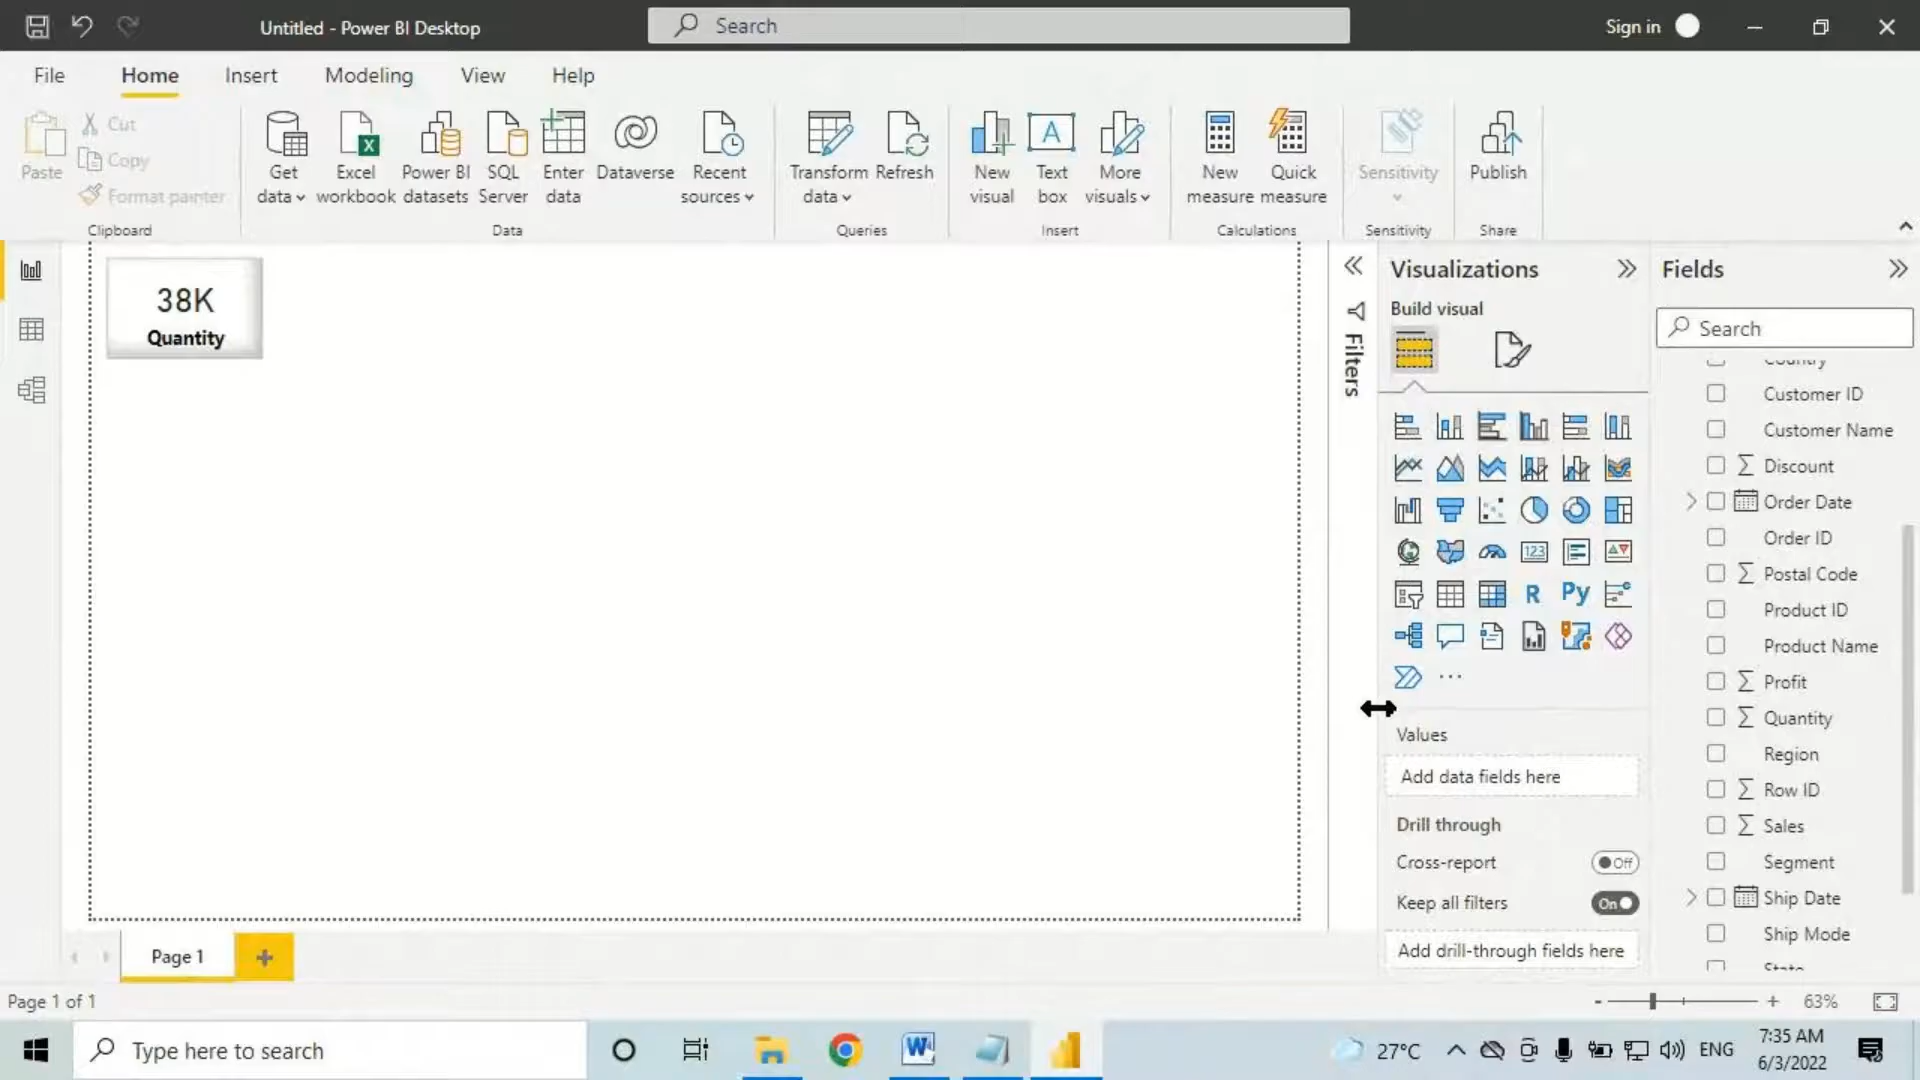 Untitled - Power BI Desktop
Search
Sign in
File
Home
Insert
Modeling
View
Help
Paste
Cut
Copy
Format painter
Clipboard
Get data
Excel workbook
Power BI datasets
SQL Server
Enter data
Dataverse
Recent sources
Data
Transform data
Refresh
Queries
New visual
A
Text box
More visuals
Insert
New measure
Quick measure
Calculations
Sensitivity
Sensitivity
Publish
Share
38K
Quantity
Filters
Visualizations
Build visual
123
R
Py
Values
Add data fields here
Drill through
Cross-report
Off
Keep all filters
On
Add drill-through fields here
Fields
Search
Country
Customer ID
Customer Name
Discount
Order Date
Order ID
Postal Code
Product ID
Product Name
Profit
Quantity
Region
Row ID
Sales
Segment
Ship Date
Ship Mode
State
Page 1
Page 1 of 1
- + 63%
Type here to search
27°C
ENG
7:35 AM
6/3/2022